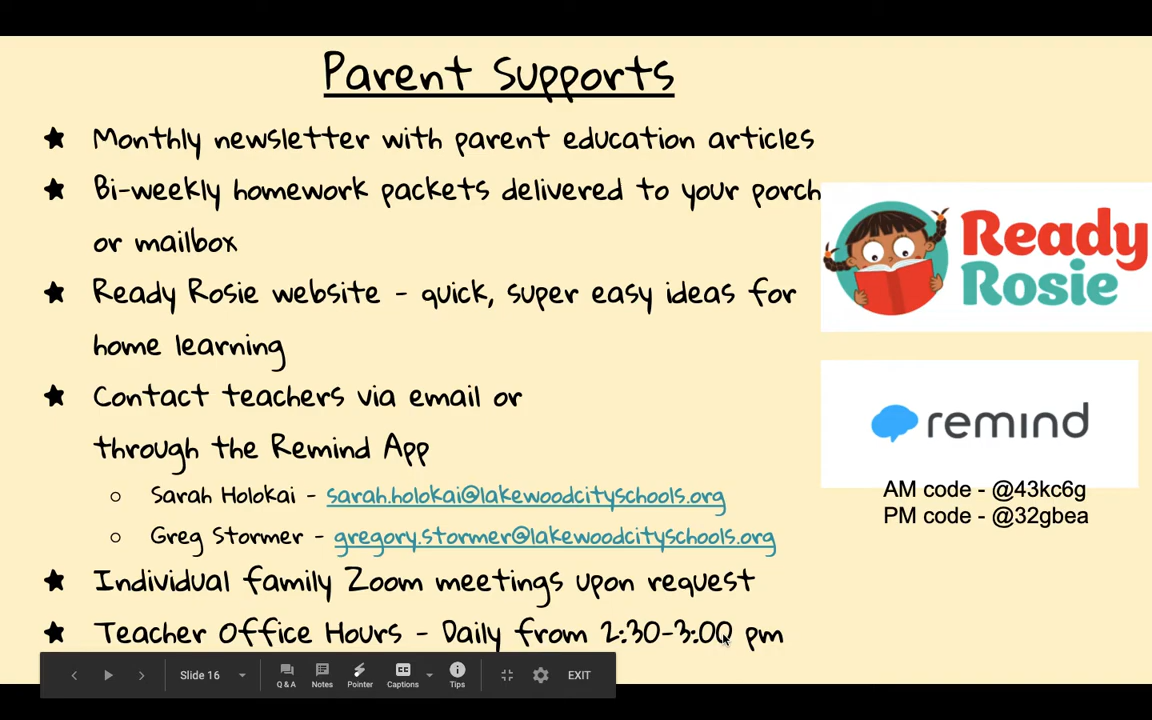 Parent Supports
★ Monthly newsletter with parent education articles
★ Bi-weekly homework packets delivered to your porch
or mailbox
★ Ready Rosie website - quick, super easy ideas for
home learning
★ Contact teachers via email or
through the Remind App
○ Sarah Holokai - sarah.holokai@lakewoodcityschools.org
○ Greg Stormer - gregory.stormer@lakewoodcityschools.org
★ Individual family Zoom meetings upon request
★ Teacher Office Hours - Daily from 2:30-3:00 pm
Ready
Rosie
remind
AM code - @43kc6g
PM code - @32gbea
Slide 16
Q & A
Notes
Pointer
CC
Captions
Tips
EXIT